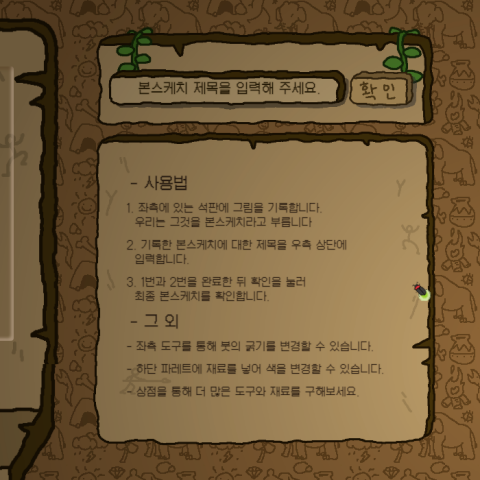 본스케치 제목을 입력해 주세요.
확인
- 사용법
1. 좌측에 있는 석판에 그림을 기록합니다.
우리는 그것을 본스케치라고 부릅니다
2. 기록한 본스케치에 대한 제목을 우측 상단에
입력합니다.
3. 1번과 2번을 완료한 뒤 확인을 눌러
최종 본스케치를 확인합니다.
- 그 외
- 좌측 도구를 통해 붓의 굵기를 변경할 수 있습니다.
- 하단 파레트에 재료를 넣어 색을 변경할 수 있습니다.
- 상점을 통해 더 많은 도구와 재료를 구해보세요.